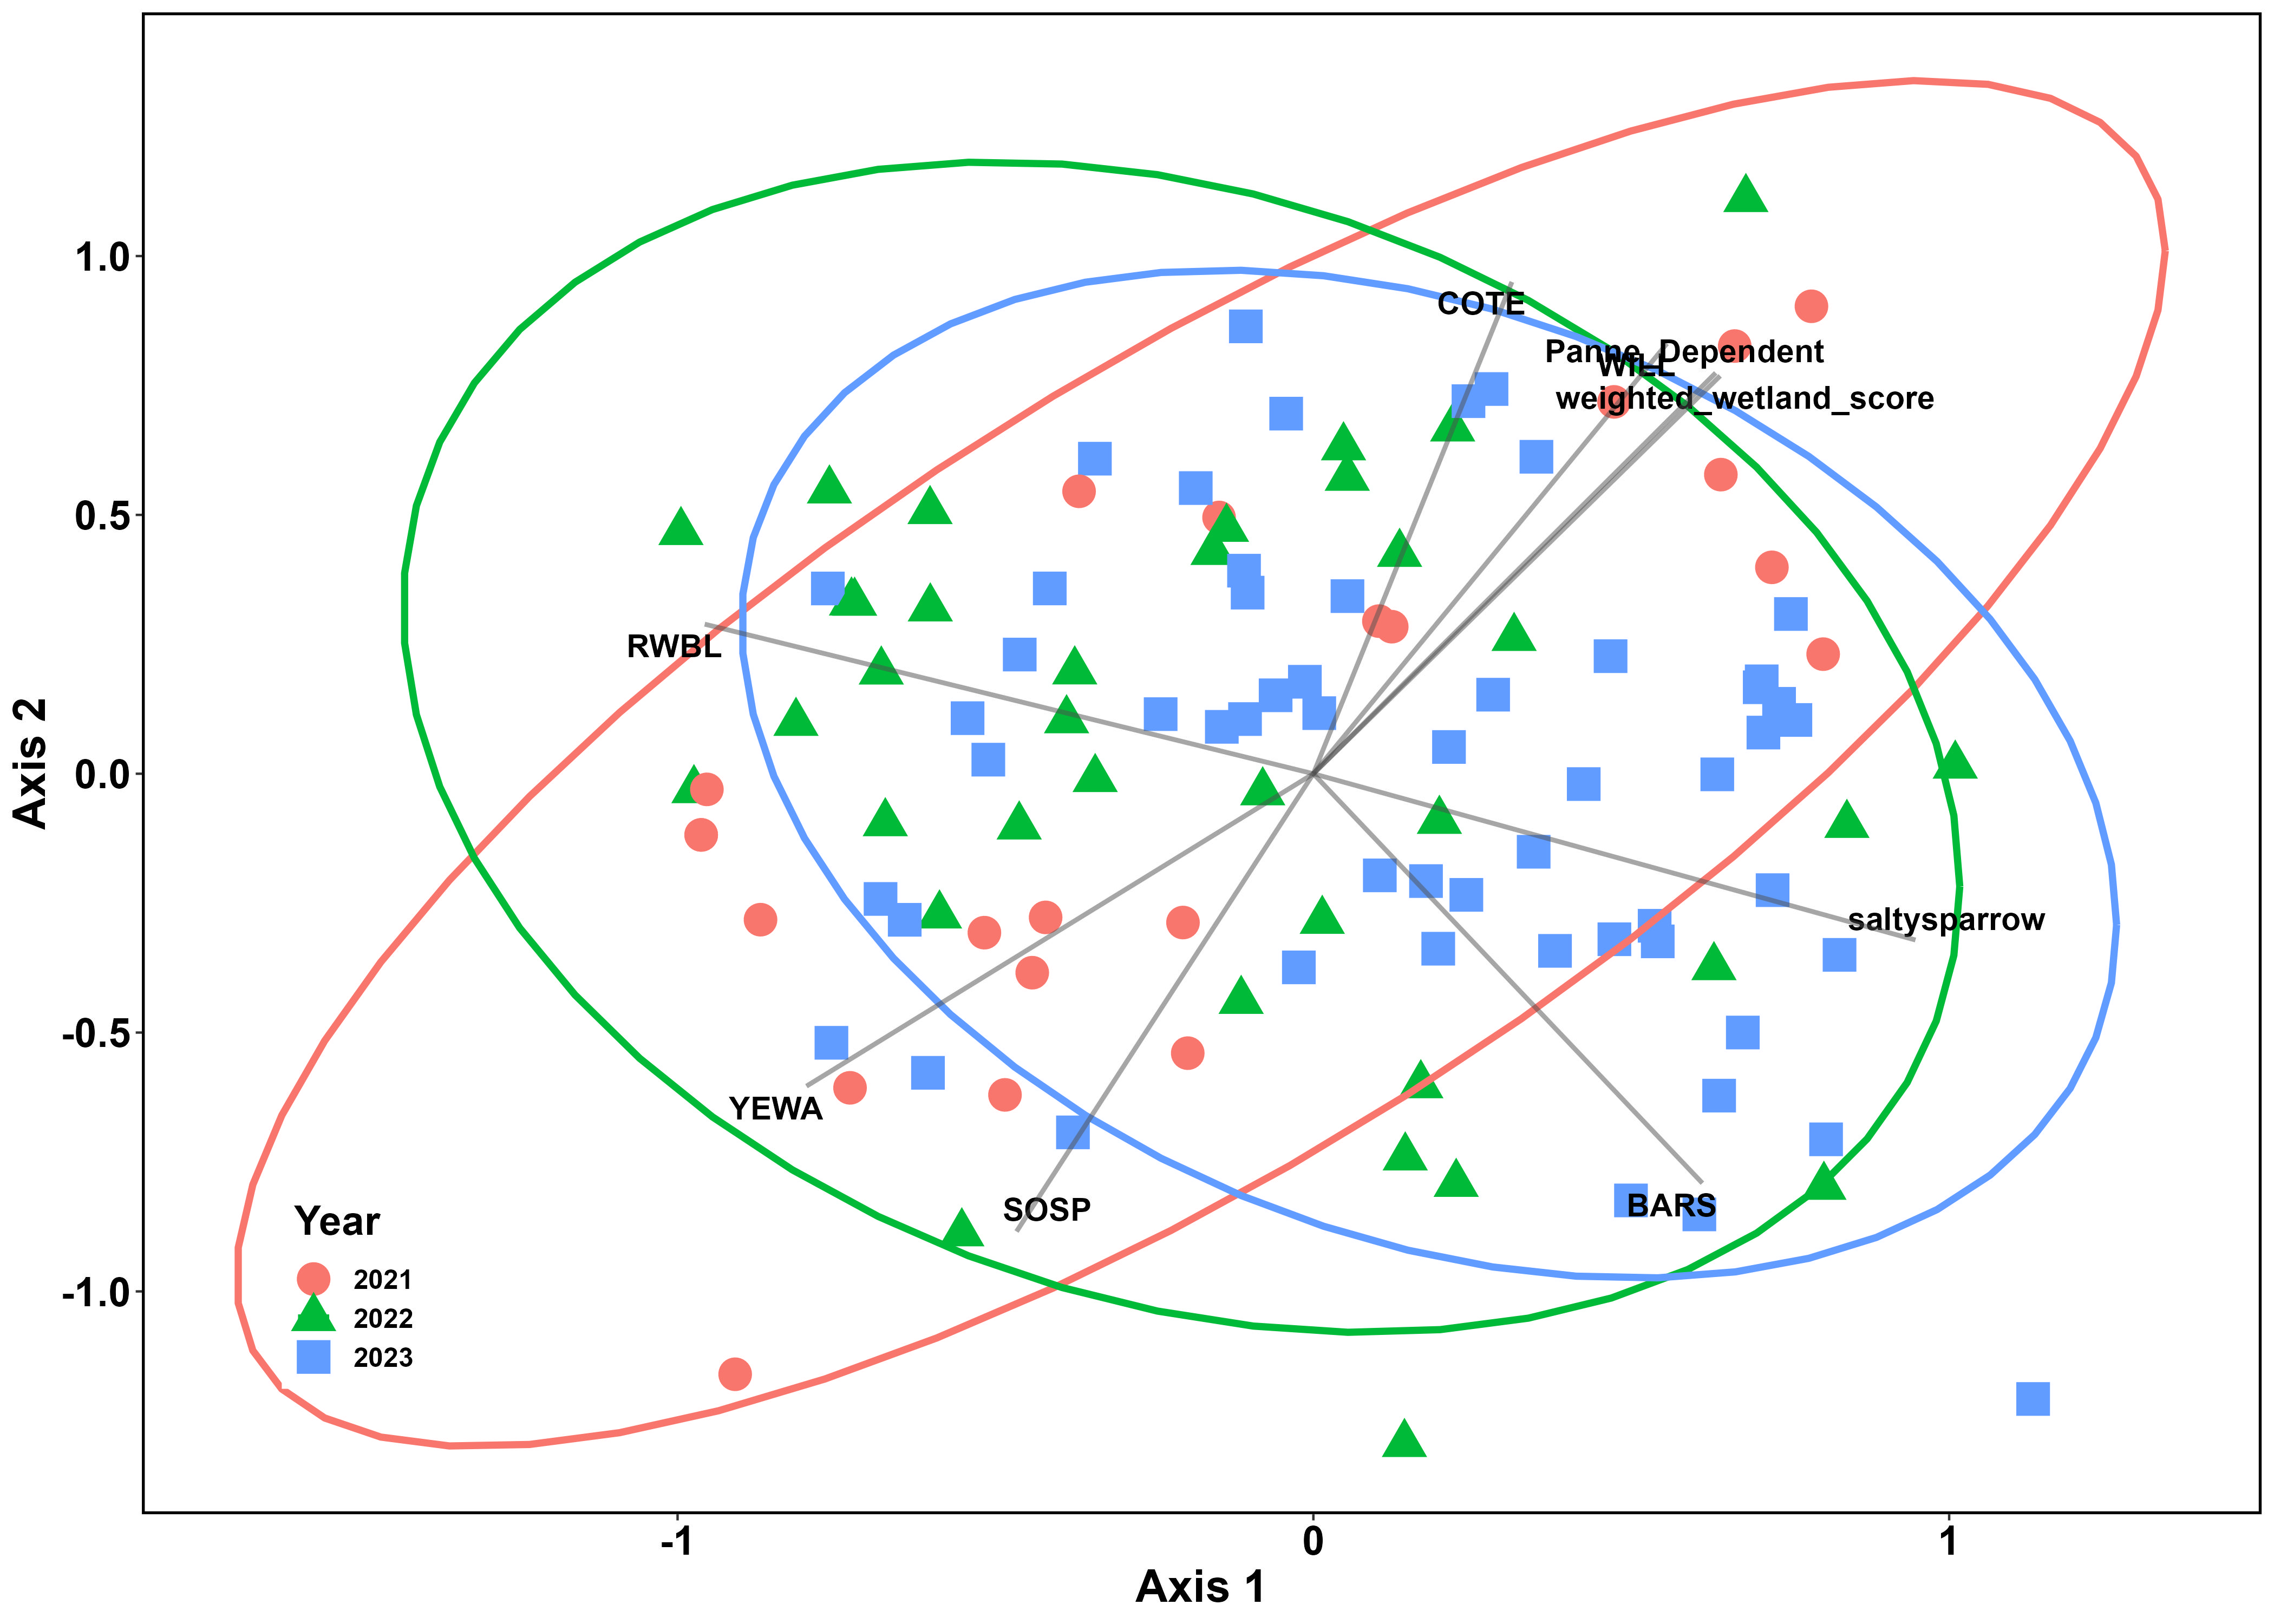 1.0
0.5
0.0
-0.5
-1.0
Axis 2
COTE
Panne_Dependent
WILL
weighted_wetland_score
RWBL
saltysparrow
YEWA
SOSP
BARS
Year
2021
2022
2023
-1
0
1
Axis 1